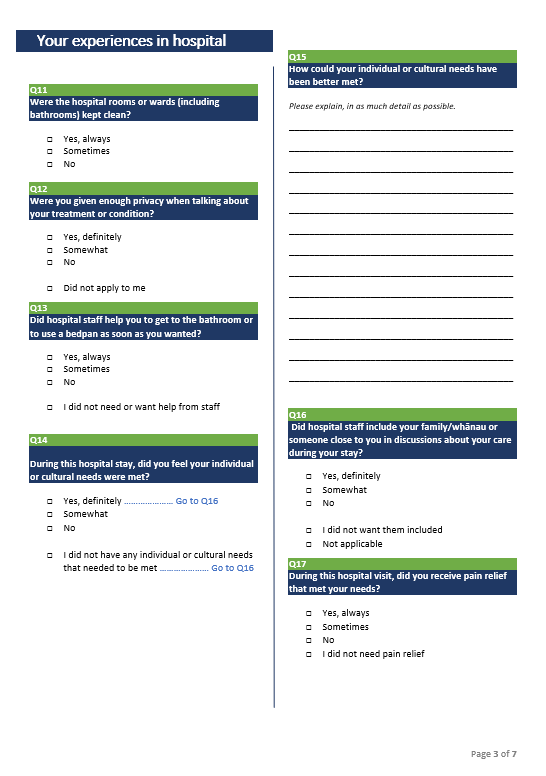 Your experiences in hospital
Q11
Were the hospital rooms or wards (including
bathrooms) kept clean?
Yes, always
Sometimes
No
Q12
Were you given enough privacy when talking about
your treatment or condition?
Yes, definitely
Somewhat
No
Did not apply to me
Q13
Did hospital staff help you to get to the bathroom or
to use a bedpan as soon as you wanted?
Yes, always
Sometimes
No
I did not need or want help from staff
Q14
During this hospital stay, did you feel your individual
or cultural needs were met?
Yes, definitely ..................... Go to Q16
Somewhat
No
I did not have any individual or cultural needs
that needed to be met ..................... Go to Q16
Q15
How could your individual or cultural needs have
been better met?
Please explain, in as much detail as possible.
Q16
Did hospital staff include your family/whānau or
someone close to you in discussions about your care
during your stay?
Yes, definitely
Somewhat
No
I did not want them included
Not applicable
Q17
During this hospital visit, did you receive pain relief
that met your needs?
Yes, always
Sometimes
No
I did not need pain relief
Page 3 of 7